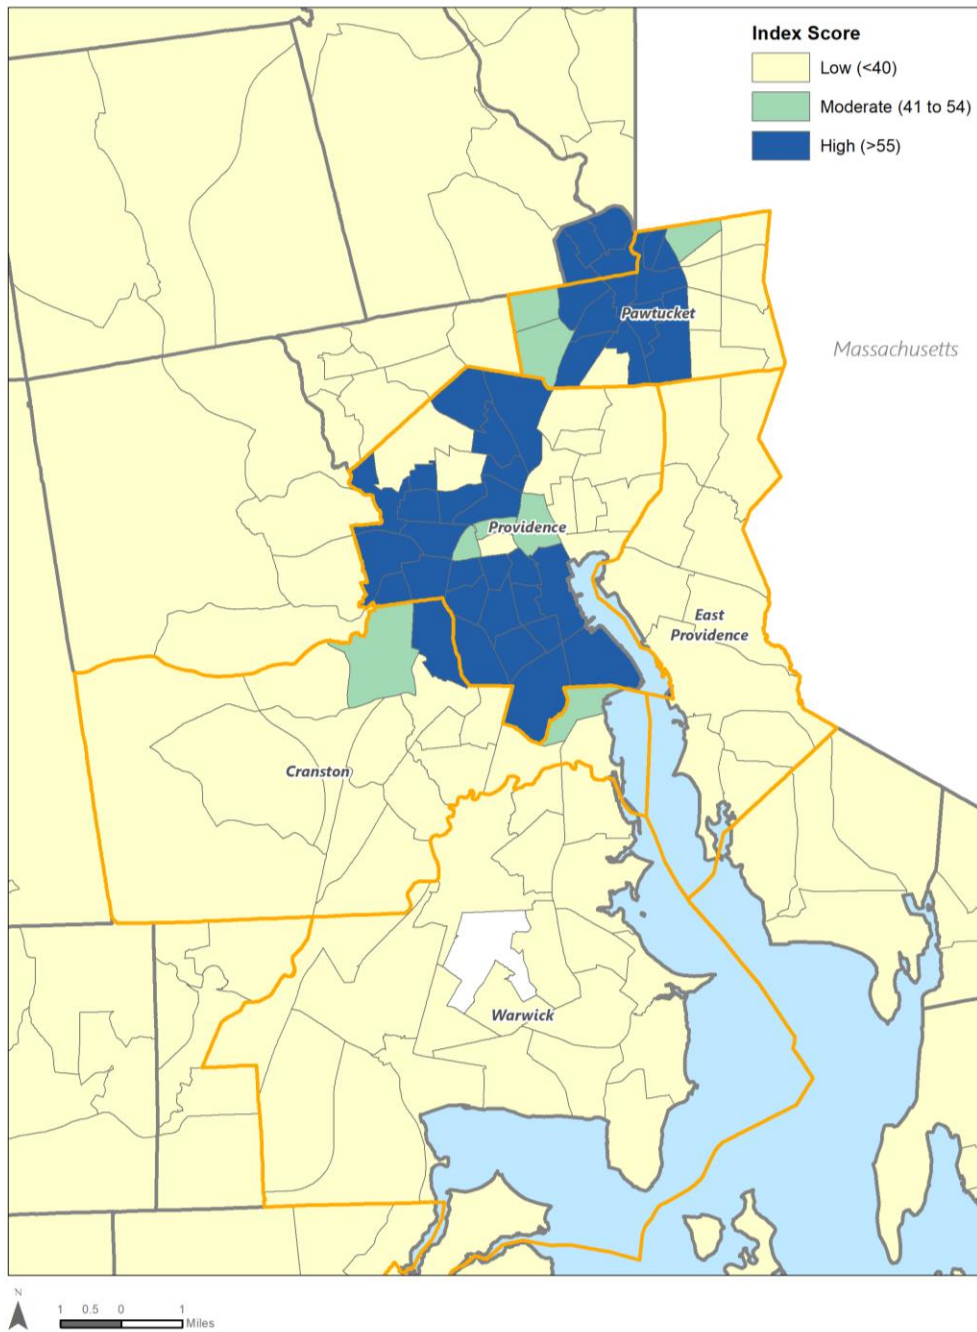 Index Score
Low (<40)
Moderate (41 to 54)
High (>55)
Pawtucket
Massachusetts
Providence
East
Providence
Cranston
Warwick
N
1 0.5 0 1
Miles